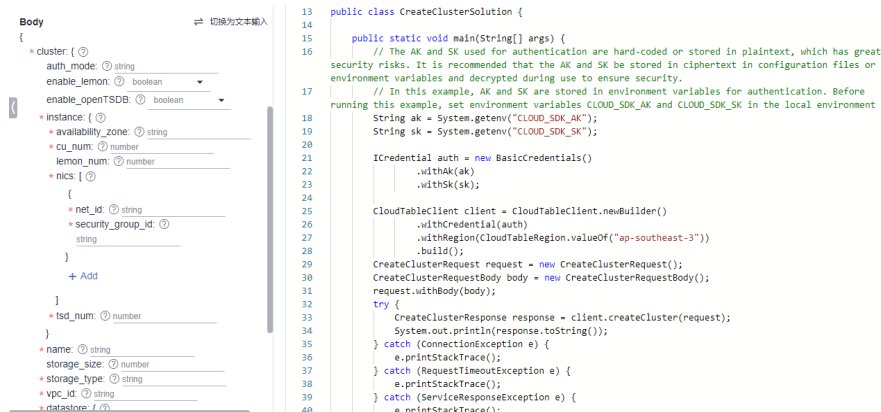 Body
⇌ 切换为文本输入
{
* cluster: { ?
auth_mode: ? string
enable_lemon: ? boolean
enable_openTSDB: ? boolean
* instance: { ?
* availability_zone: ? string
* cu_num: ? number
lemon_num: ? number
* nics: [ ?
{
* net_id: ? string
* security_group_id: ?
string
}
+ Add
]
* tsd_num: ? number
}
* name: ? string
storage_size: ? number
* storage_type: ? string
* vpc_id: ? string
* datastore: { ?
13 public class CreateClusterSolution {
14
15 public static void main(String[] args) {
16 // The AK and SK used for authentication are hard-coded or stored in plaintext, which has great
security risks. It is recommended that the AK and SK be stored in ciphertext in configuration files or
environment variables and decrypted during use to ensure security.
17 // In this example, AK and SK are stored in environment variables for authentication. Before
running this example, set environment variables CLOUD_SDK_AK and CLOUD_SDK_SK in the local environment
18 String ak = System.getenv("CLOUD_SDK_AK");
19 String sk = System.getenv("CLOUD_SDK_SK");
20
21 ICredential auth = new BasicCredentials()
22 .withAk(ak)
23 .withSk(sk);
24
25 CloudTableClient client = CloudTableClient.newBuilder()
26 .withCredential(auth)
27 .withRegion(CloudTableRegion.valueOf("ap-southeast-3"))
28 .build();
29 CreateClusterRequest request = new CreateClusterRequest();
30 CreateClusterRequestBody body = new CreateClusterRequestBody();
31 request.withBody(body);
32 try {
33 CreateClusterResponse response = client.createCluster(request);
34 System.out.println(response.toString());
35 } catch (ConnectionException e) {
36 e.printStackTrace();
37 } catch (RequestTimeoutException e) {
38 e.printStackTrace();
39 } catch (ServiceResponseException e) {
40 e.printStackTrace();